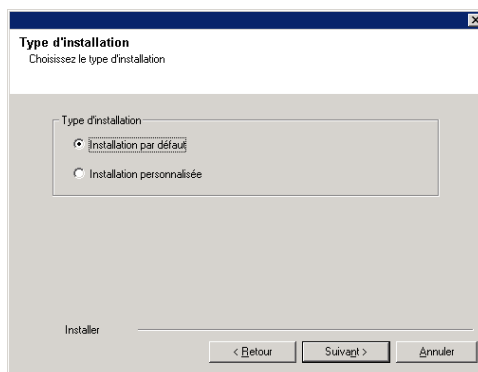 Type d'installation
Choisissez le type d'installation
Type d'installation
Installation par défaut
Installation personnalisée
Installer
< Retour
Suivant >
Annuler